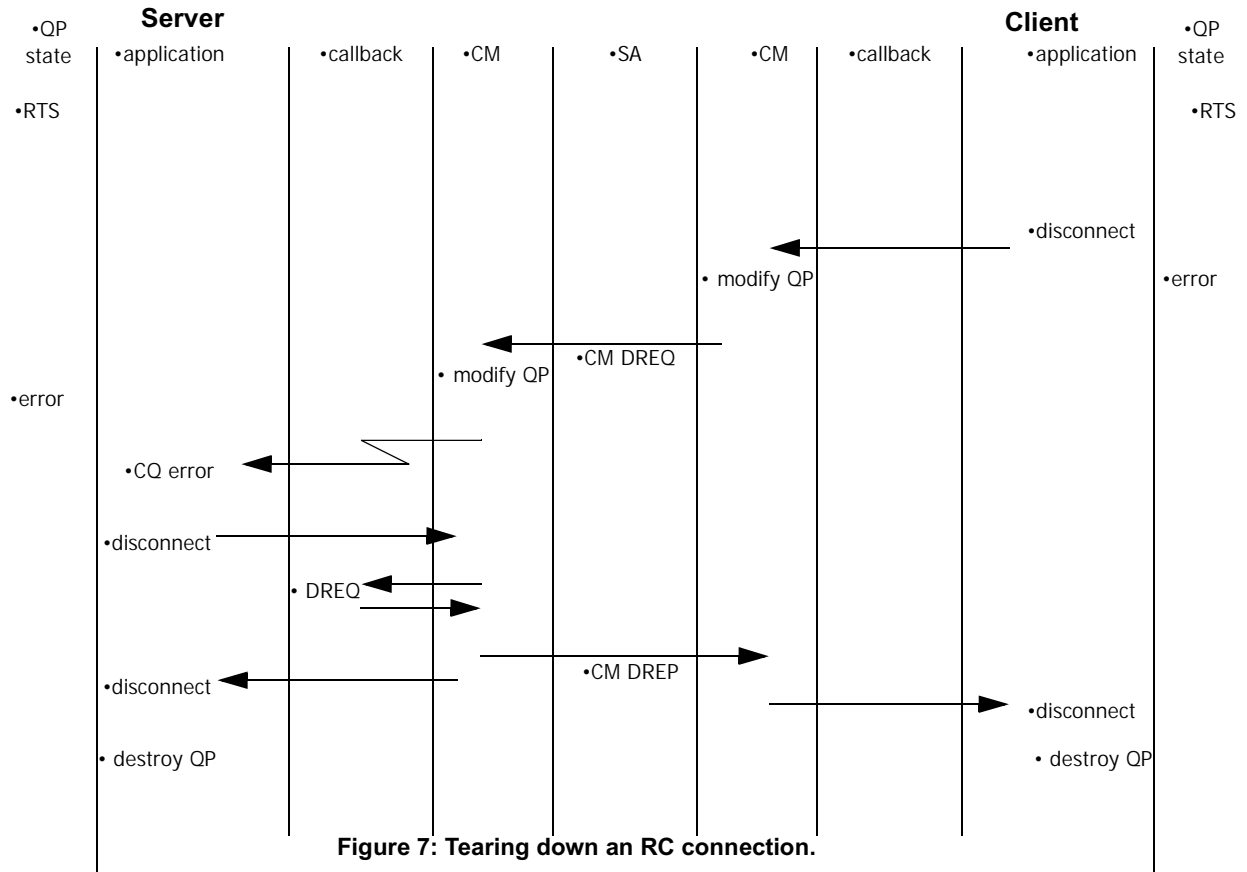 Server
Client
•QP
state
•application
•callback
•CM
•SA
•CM
•callback
•application
•QP
state
•RTS
•RTS
•disconnect
• modify QP
•error
•CM DREQ
• modify QP
•error
•CQ error
•disconnect
• DREQ
•CM DREP
•disconnect
•disconnect
• destroy QP
• destroy QP
Figure 7: Tearing down an RC connection.